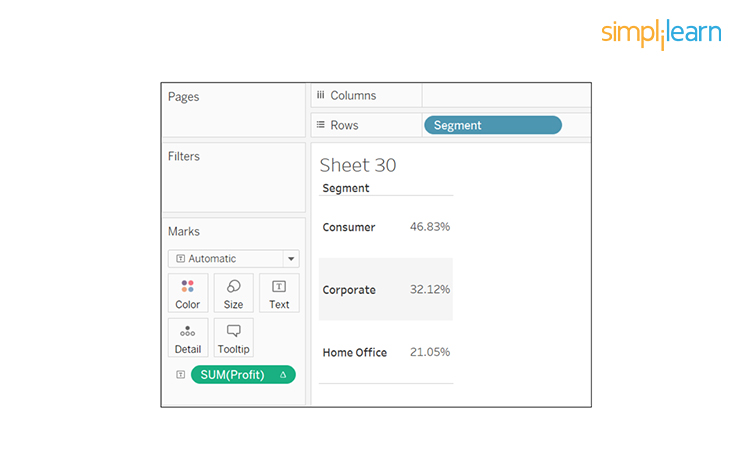 simplilearn
Pages
Columns
Rows
Segment
Filters
Sheet 30
Segment
Consumer 46.83%
Corporate 32.12%
Home Office 21.05%
Marks
Automatic
Color Size Text
Detail Tooltip
SUM(Profit)